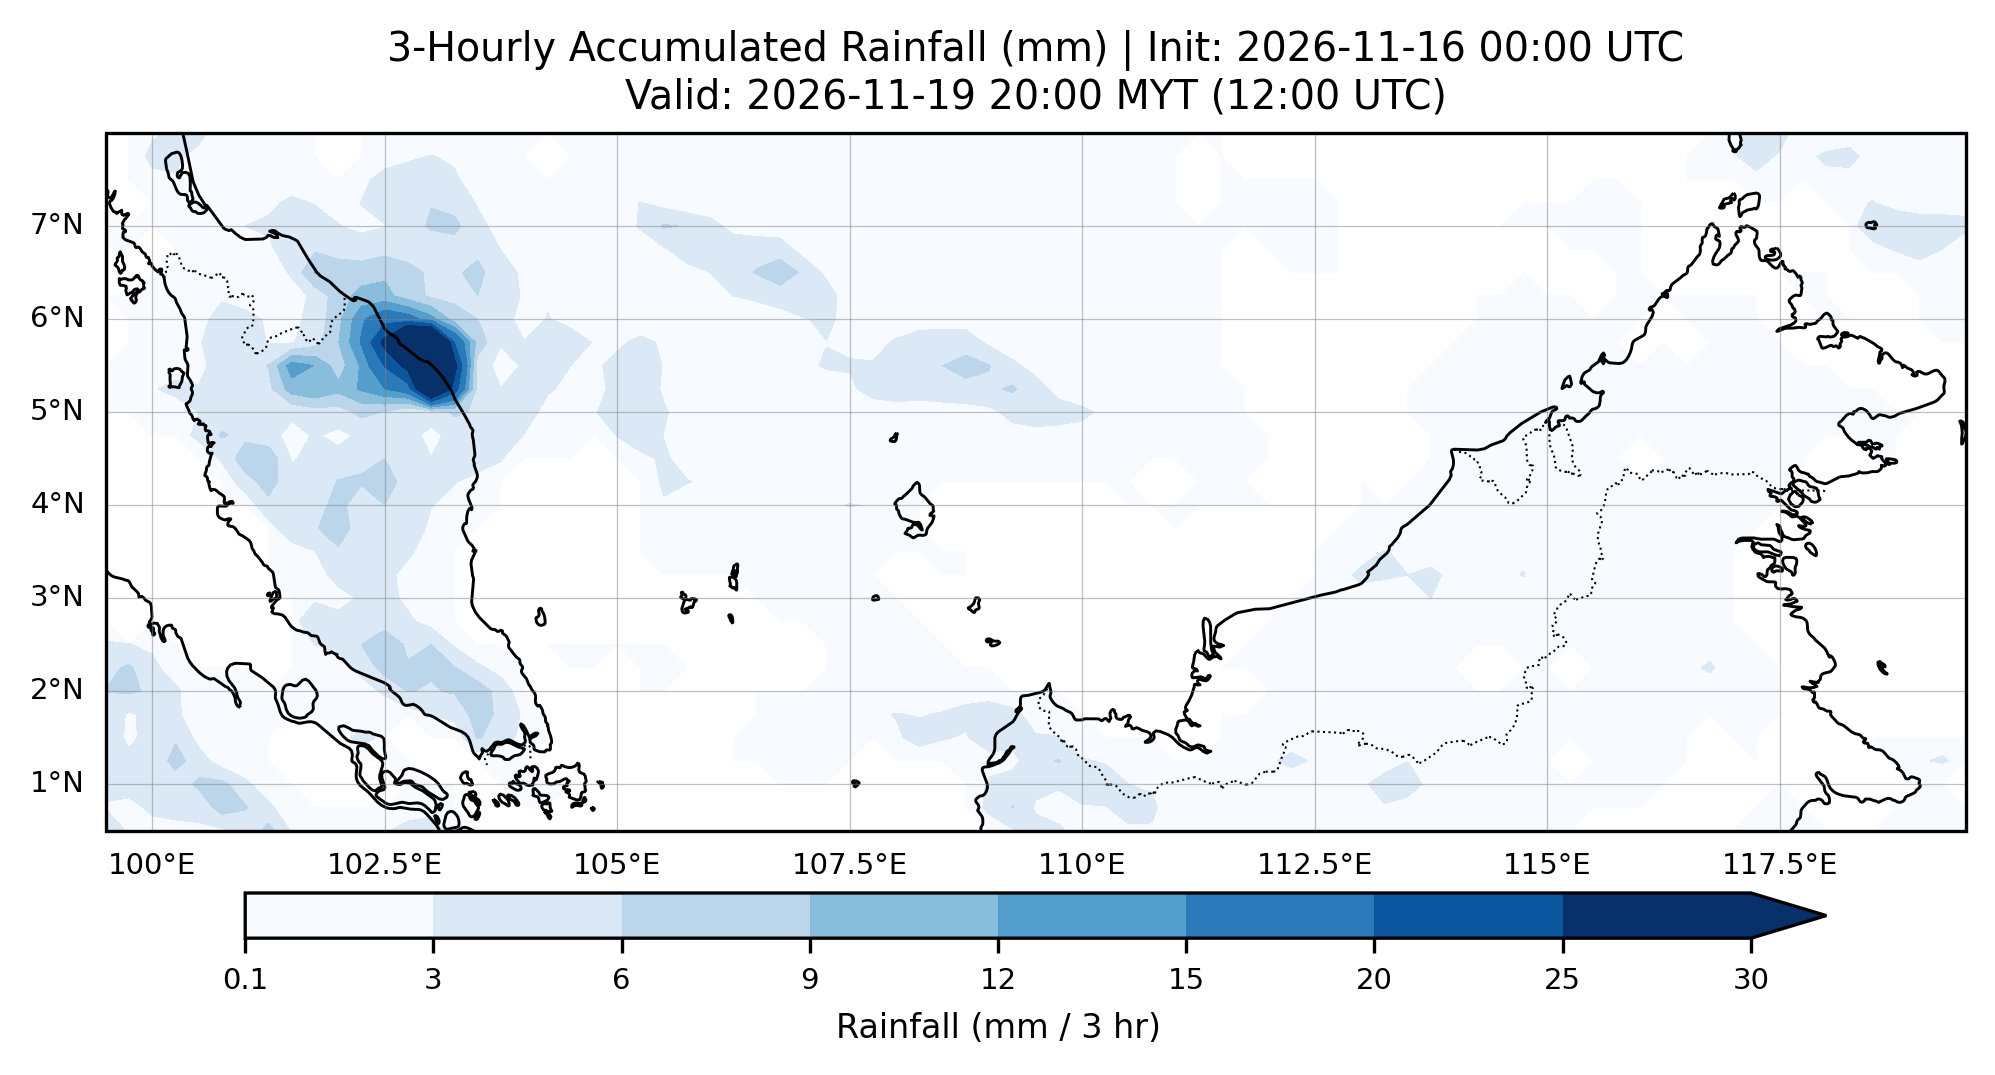 3-Hourly Accumulated Rainfall (mm) | Init: 2026-11-16 00:00 UTC
Valid: 2026-11-19 20:00 MYT (12:00 UTC)
7°N
6°N
5°N
4°N
3°N
2°N
1°N
100°E 102.5°E 105°E 107.5°E 110°E 112.5°E 115°E 117.5°E
0.1 3 6 9 12 15 20 25 30
Rainfall (mm / 3 hr)